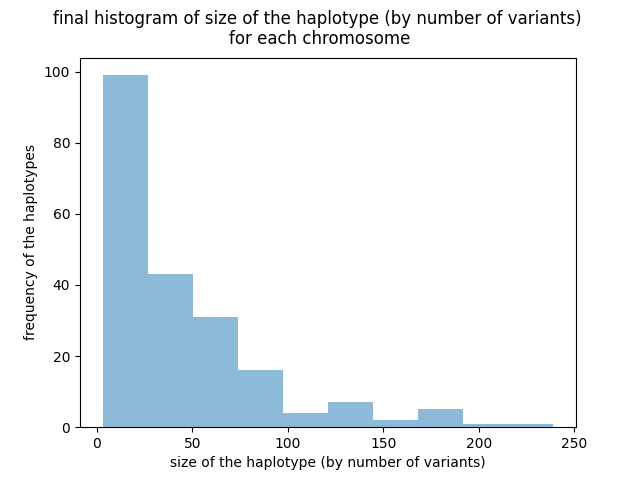 final histogram of size of the haplotype (by number of variants)
for each chromosome
100
80
60
40
20
0
frequency of the haplotypes
0 50 100 150 200 250
size of the haplotype (by number of variants)